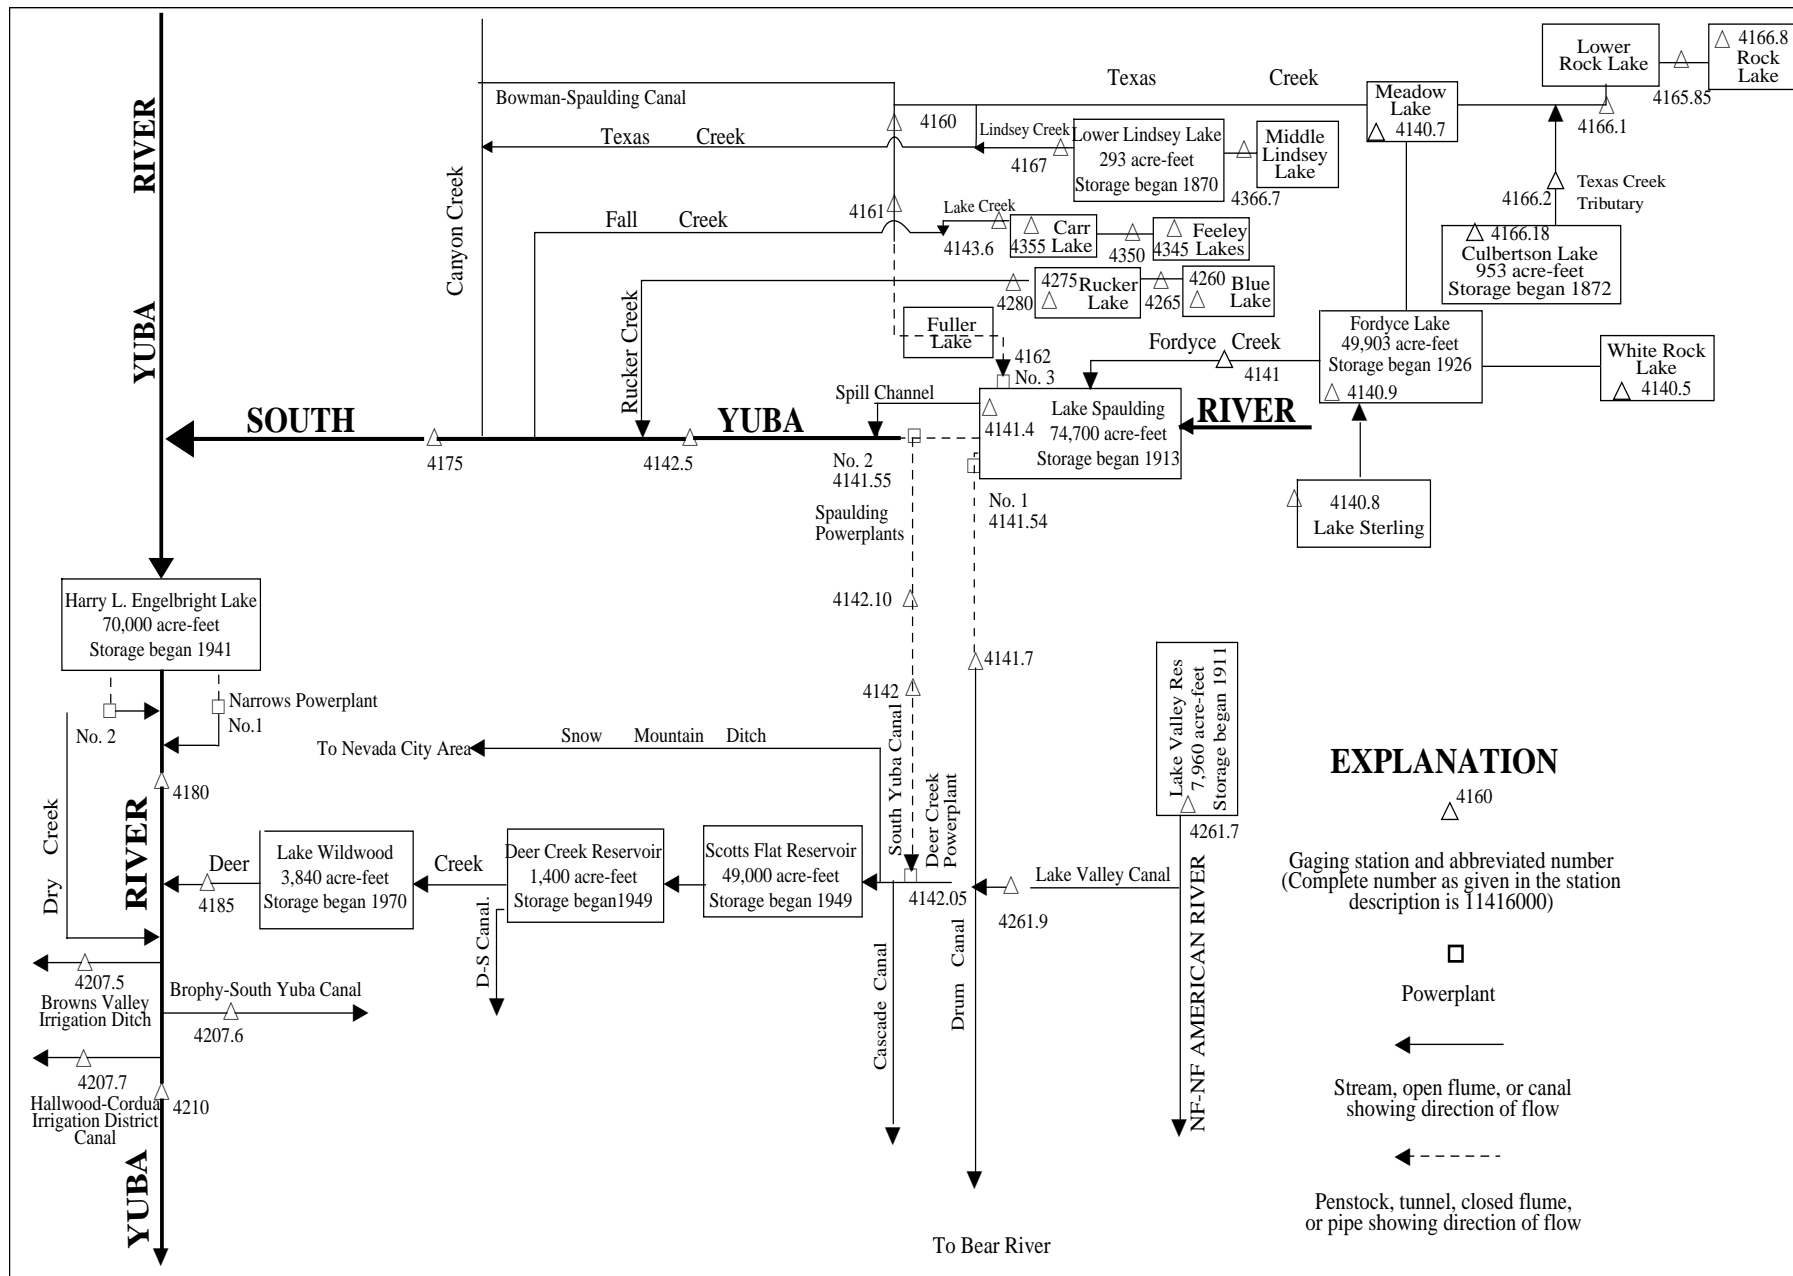 RIVER
YUBA
Canyon Creek
Bowman-Spaulding Canal
Texas Creek
4160
Texas Creek
Lindsey Creek
4167
Lower Lindsey Lake
293 acre-feet
Storage began 1870
4366.7
Middle
Lindsey
Lake
Meadow
Lake
4140.7
Lower
Rock Lake
4166.8
Rock
Lake
4165.85
4166.1
4166.2
Texas Creek
Tributary
4166.18
Culbertson Lake
953 acre-feet
Storage began 1872
4161
Fall Creek
Lake Creek
4143.6
Carr
4355 Lake
4350
Feeley
4345 Lakes
Rucker Creek
4280
4275 Rucker
Lake
4265
4260 Blue
Lake
Fuller
Lake
4162
No. 3
Fordyce Creek
4141
Fordyce Lake
49,903 acre-feet
Storage began 1926
4140.9
White Rock
Lake
4140.5
4140.8
Lake Sterling
Spill Channel
SOUTH YUBA RIVER
4175
4142.5
4141.4
Lake Spaulding
74,700 acre-feet
Storage began 1913
No. 2
4141.55
No. 1
4141.54
Spaulding
Powerplants
4142.10
4142
4141.7
South Yuba Canal
Deer Creek
Powerplant
Harry L. Engelbright Lake
70,000 acre-feet
Storage began 1941
Narrows Powerplant
No.1
No. 2
4180
Dry Creek
RIVER
To Nevada City Area
Snow Mountain Ditch
Deer
4185
Lake Wildwood
3,840 acre-feet
Storage began 1970
Creek
Deer Creek Reservoir
1,400 acre-feet
Storage began1949
D-S Canal.
Scotts Flat Reservoir
49,000 acre-feet
Storage began 1949
4142.05
Cascade Canal
Drum Canal
Lake Valley Canal
4261.9
Lake Valley Res
7,960 acre-feet
Storage began 1911
4261.7
NF-NF AMERICAN RIVER
4207.5
Browns Valley
Irrigation Ditch
Brophy-South Yuba Canal
4207.6
4207.7
Hallwood-Cordua
Irrigation District
Canal
4210
YUBA
To Bear River
EXPLANATION
4160
Gaging station and abbreviated number
(Complete number as given in the station
description is 11416000)
Powerplant
Stream, open flume, or canal
showing direction of flow
Penstock, tunnel, closed flume,
or pipe showing direction of flow